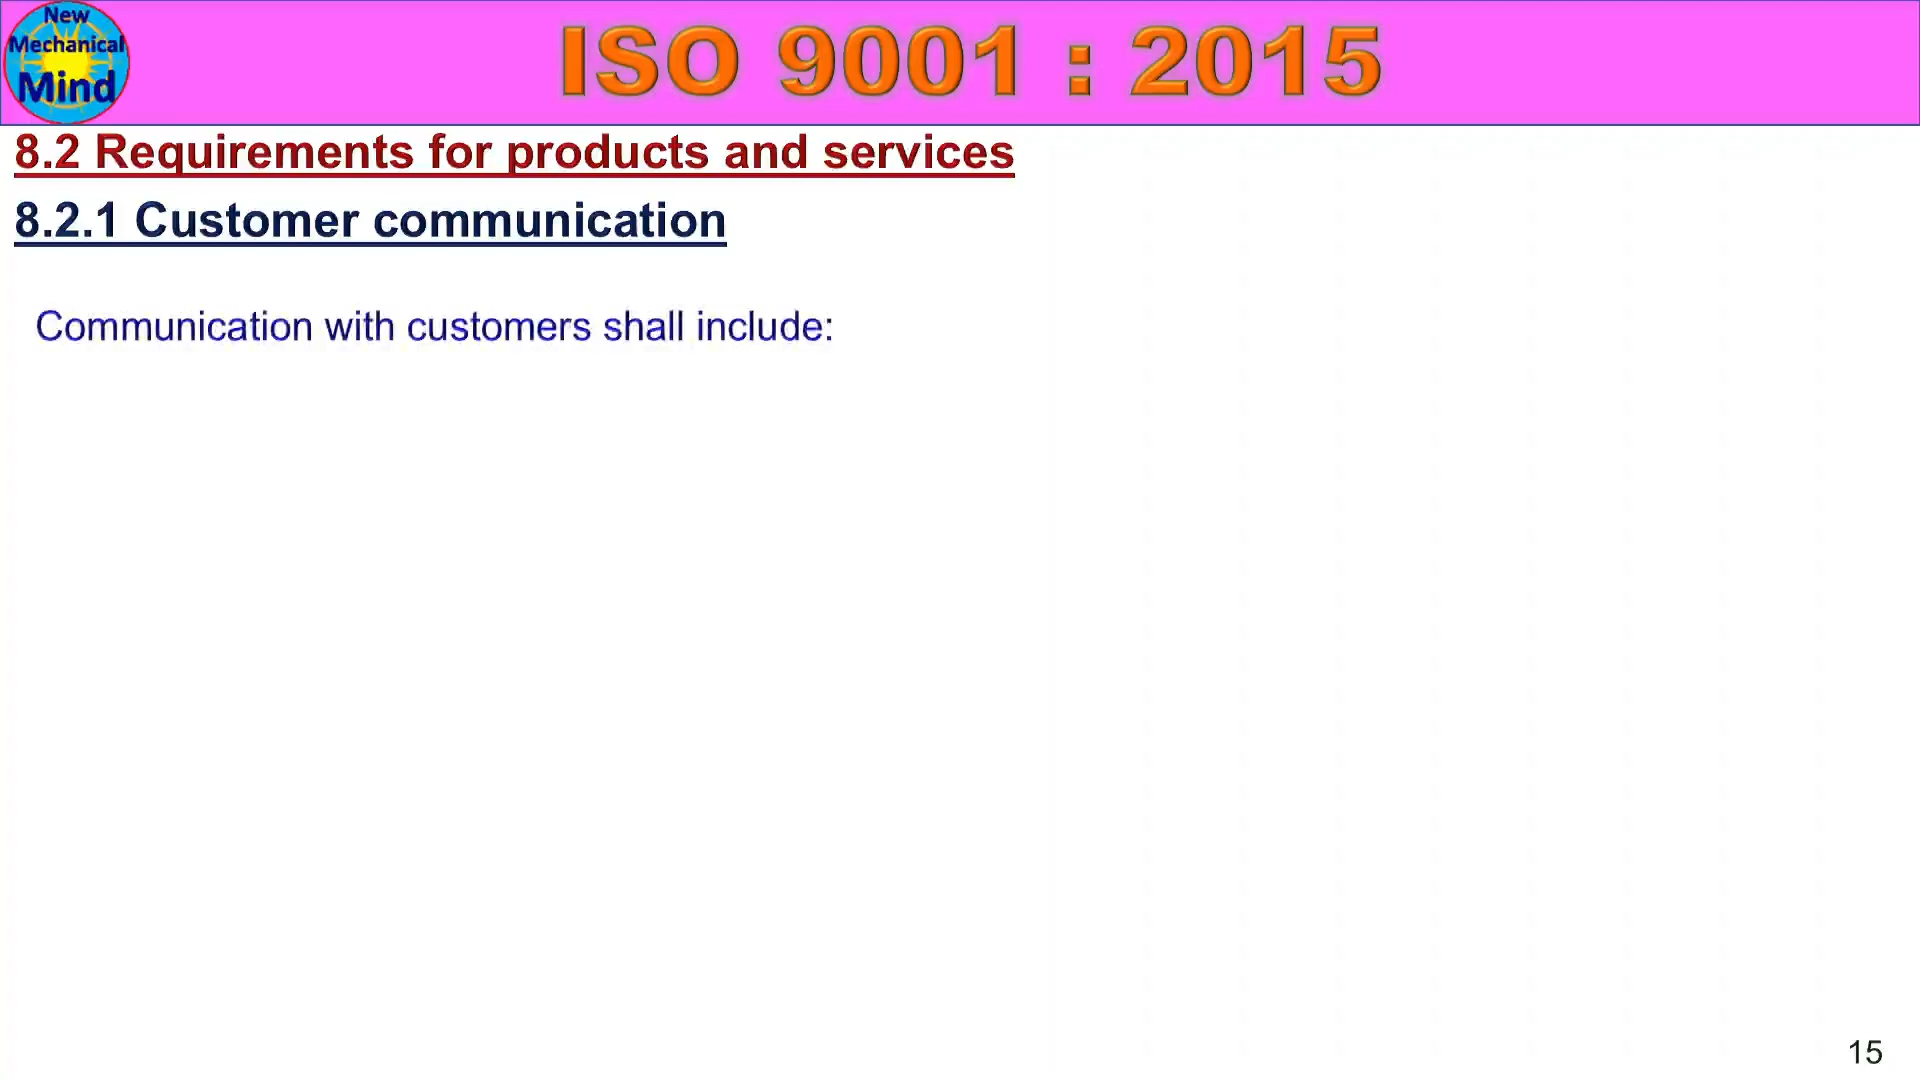 New
Mechanical
Mind
ISO 9001 : 2015
8.2 Requirements for products and services
8.2.1 Customer communication
Communication with customers shall include:
15